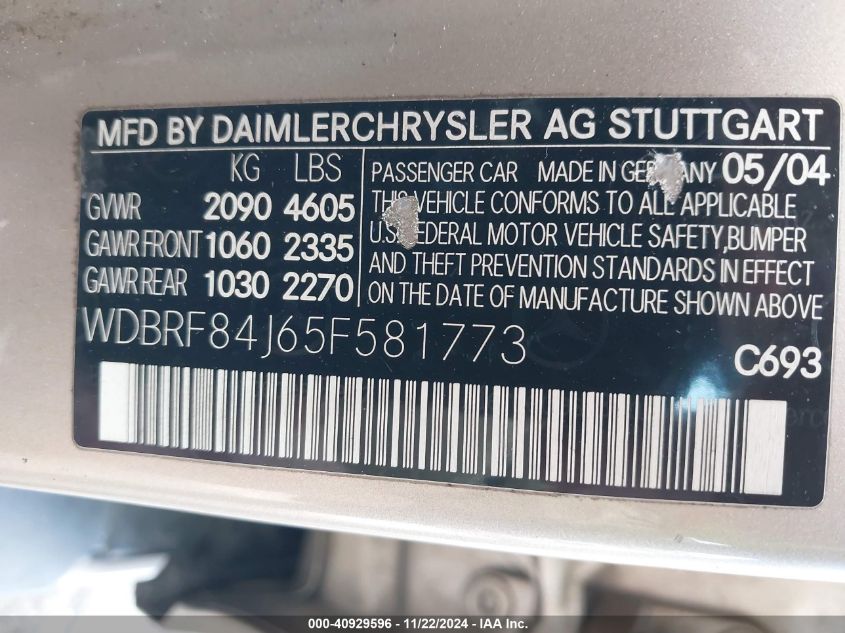 MFD BY DAIMLERCHRYSLER AG STUTTGART
KG LBS
GVWR 2090 4605
GAWR FRONT 1060 2335
GAWR REAR 1030 2270
PASSENGER CAR MADE IN GERMANY 05/04
THIS VEHICLE CONFORMS TO ALL APPLICABLE
U.S. FEDERAL MOTOR VEHICLE SAFETY, BUMPER
AND THEFT PREVENTION STANDARDS IN EFFECT
ON THE DATE OF MANUFACTURE SHOWN ABOVE
WDBRF84J65F581773
C693
000-40929596 - 11/22/2024 - IAA Inc.